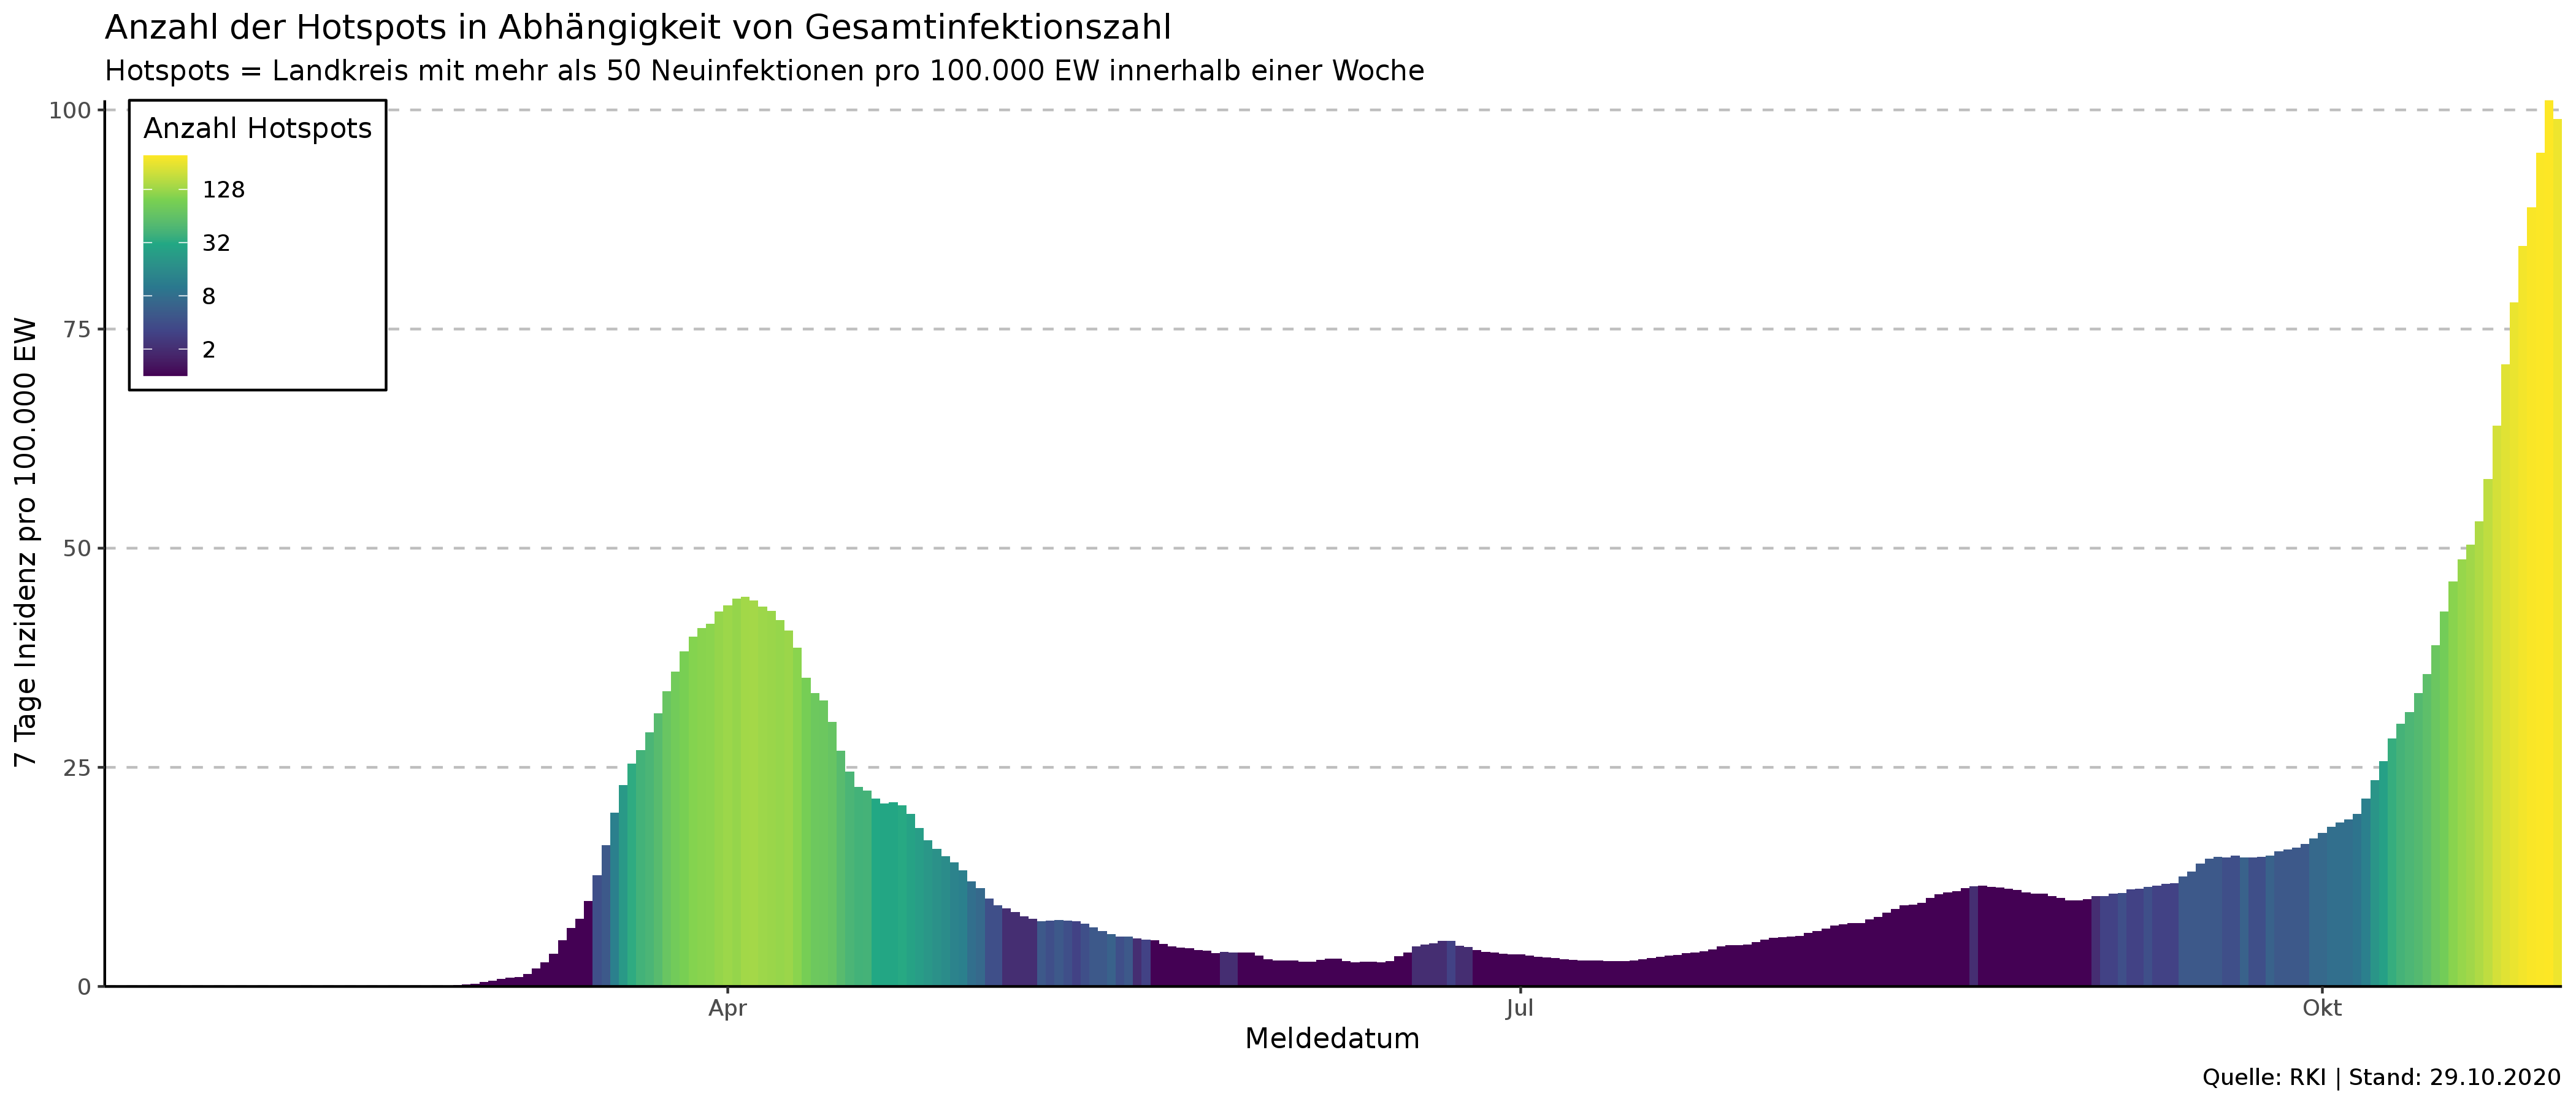 Anzahl der Hotspots in Abhängigkeit von Gesamtinfektionszahl
Hotspots = Landkreis mit mehr als 50 Neuinfektionen pro 100.000 EW innerhalb einer Woche
Anzahl Hotspots
128
32
8
2
7 Tage Inzidenz pro 100.000 EW
100
75
50
25
0
Apr
Jul
Okt
Meldedatum
Quelle: RKI | Stand: 29.10.2020